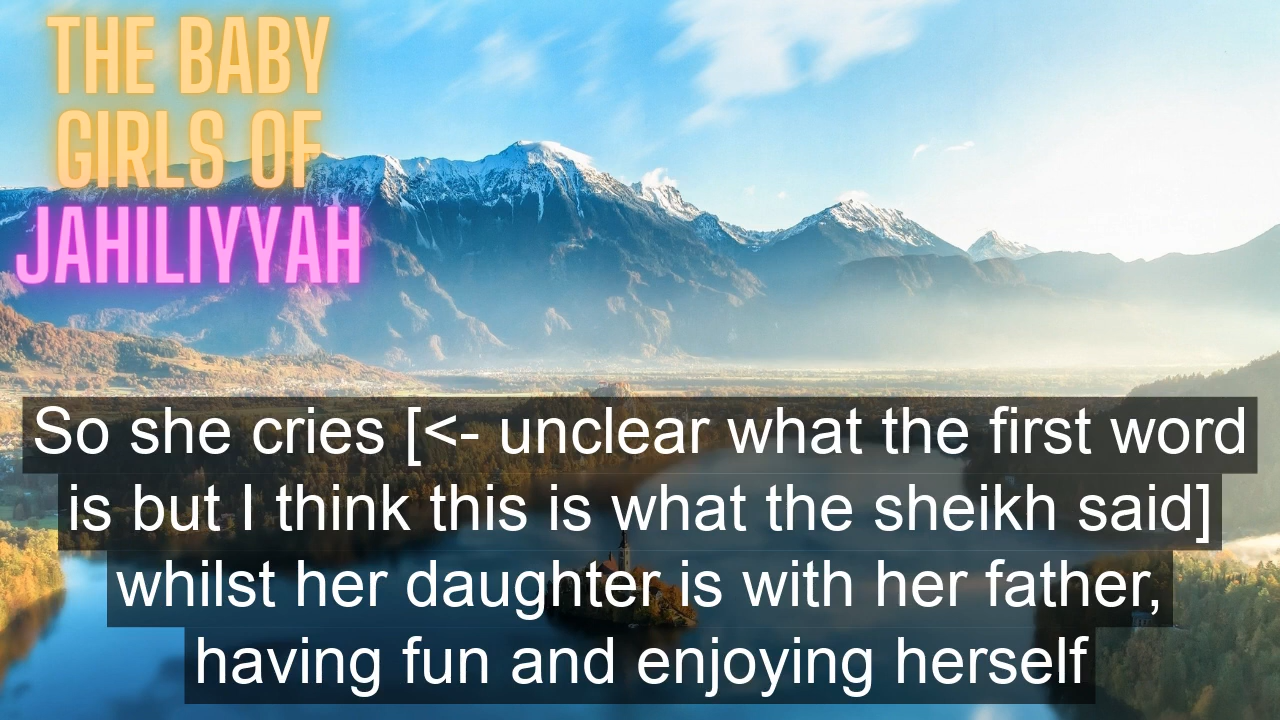 THE BABY
GIRLS OF
JAHILIYYAH
So she cries [<- unclear what the first word
is but I think this is what the sheikh said]
whilst her daughter is with her father,
having fun and enjoying herself